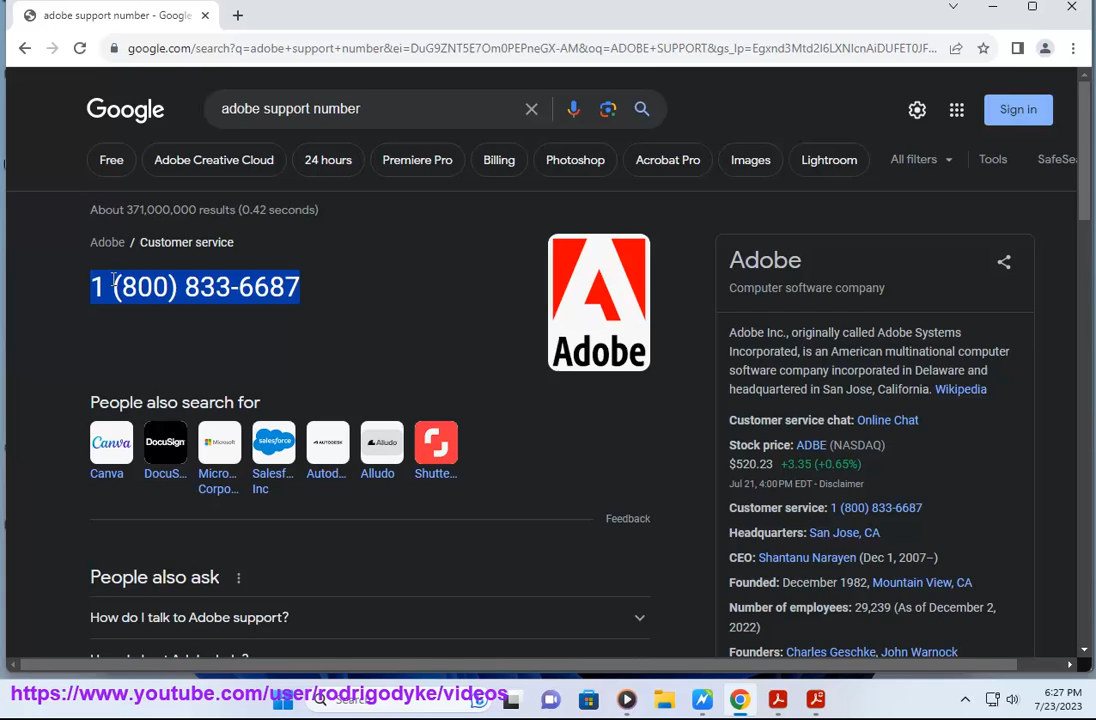 adobe support number - Google
google.com/search?q=adobe+support+number&ei=DuG9ZNT5E7Om0PEPneGX-AM&oq=ADOBE+SUPPORT&gs_lp=Egxnd3Mtd2l6LXNlcnAiDUFET0JF...
Google
adobe support number
Sign in
Free
Adobe Creative Cloud
24 hours
Premiere Pro
Billing
Photoshop
Acrobat Pro
Images
Lightroom
All filters
Tools
SafeSea
About 371,000,000 results (0.42 seconds)
Adobe / Customer service
1 (800) 833-6687
Adobe
People also search for
Canva
DocuSign
Microsoft
salesforce
AUTODESK
Alludo
Canva
DocuS...
Micro...
Corpo...
Salesf...
Inc
Autod...
Alludo
Shutte...
Feedback
People also ask
How do I talk to Adobe support?
Adobe
Computer software company
Adobe Inc., originally called Adobe Systems
Incorporated, is an American multinational computer
software company incorporated in Delaware and
headquartered in San Jose, California. Wikipedia
Customer service chat: Online Chat
Stock price: ADBE (NASDAQ)
$520.23 +3.35 (+0.65%)
Jul 21, 4:00 PM EDT - Disclaimer
Customer service: 1 (800) 833-6687
Headquarters: San Jose, CA
CEO: Shantanu Narayen (Dec 1, 2007–)
Founded: December 1982, Mountain View, CA
Number of employees: 29,239 (As of December 2,
2022)
Founders: Charles Geschke, John Warnock
https://www.youtube.com/user/rodrigodyke/videos
Search
6:27 PM
7/23/2023